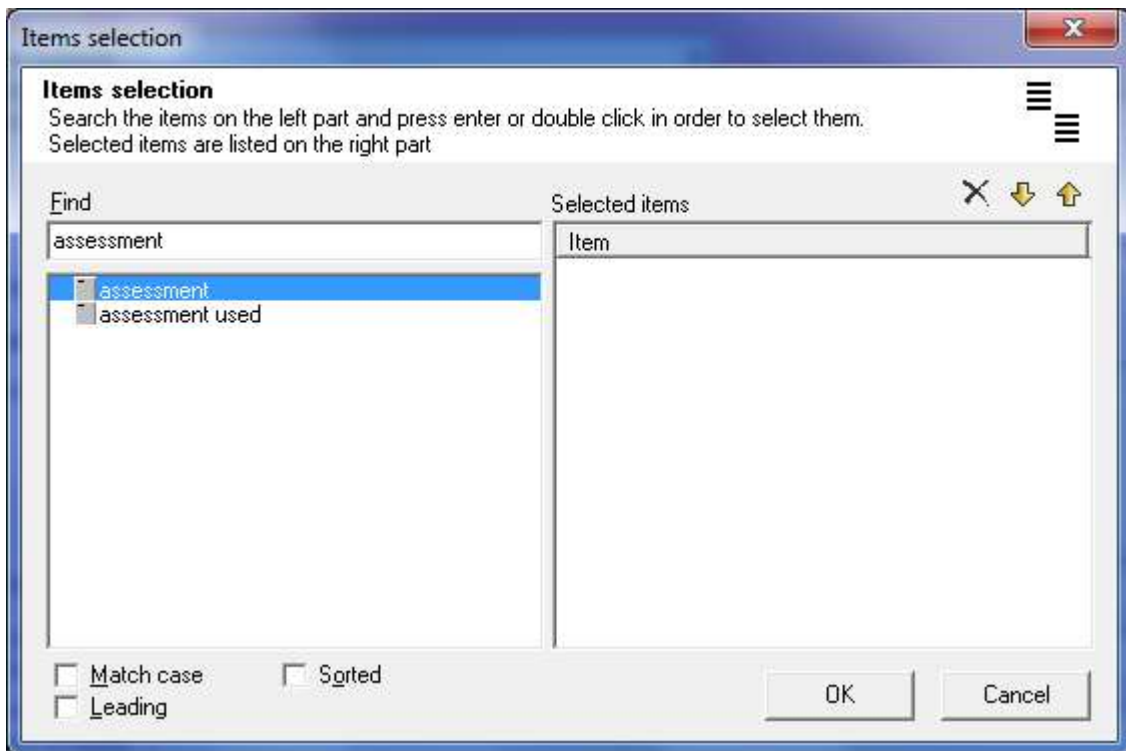 Items selection
Items selection
Search the items on the left part and press enter or double click in order to select them.
Selected items are listed on the right part
Find
Selected items
assessment
Item
assessment
assessment used
Match case
Sorted
Leading
OK
Cancel